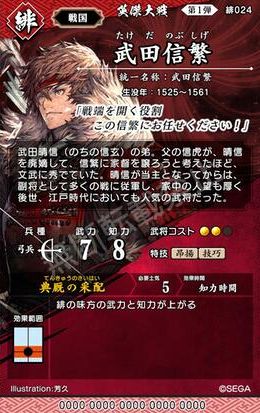 緋
戦国
英傑大戦
第1弾
緋024
たけだ のぶしげ
武田信繁
統一名称：武田信繁
生没年：1525～1561
「戦端を開く役割
この信繁にお任せください！」
武田晴信（のちの信玄）の弟。父の信虎が、晴信
を廃嫡して、信繁に家督を譲ろうと考えたほど、
文武に秀でていた。晴信が当主となってからは、
副将として多くの戦に従軍し、家中の人望も厚く
後世、江戸時代においても人気の武将だった。
兵種 武力 知力 武将コスト
弓兵 7 8 特技 昂揚 技巧
てんきゅうのさいはい 必要士気 効果時間
典厩の采配 5 知力時間
緋の味方の武力と知力が上がる
効果範囲
Illustration:芳久 ©SEGA
0000-0000-0000-0000-0000